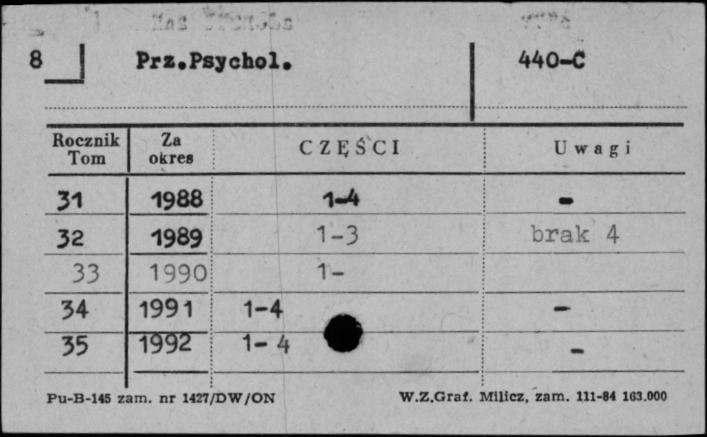 8 Prz.Psychol. 440-C
Rocznik Tom Za okres CZĘŚCI Uwagi
31 1988 1-4 -
32 1989 1-3 brak 4
33 1990 1-
34 1991 1-4 -
35 1992 1-4 -
Pu-B-145 zam. nr 1427/DW/ON W.Z.Graf. Milicz, zam. 111-84 163.000